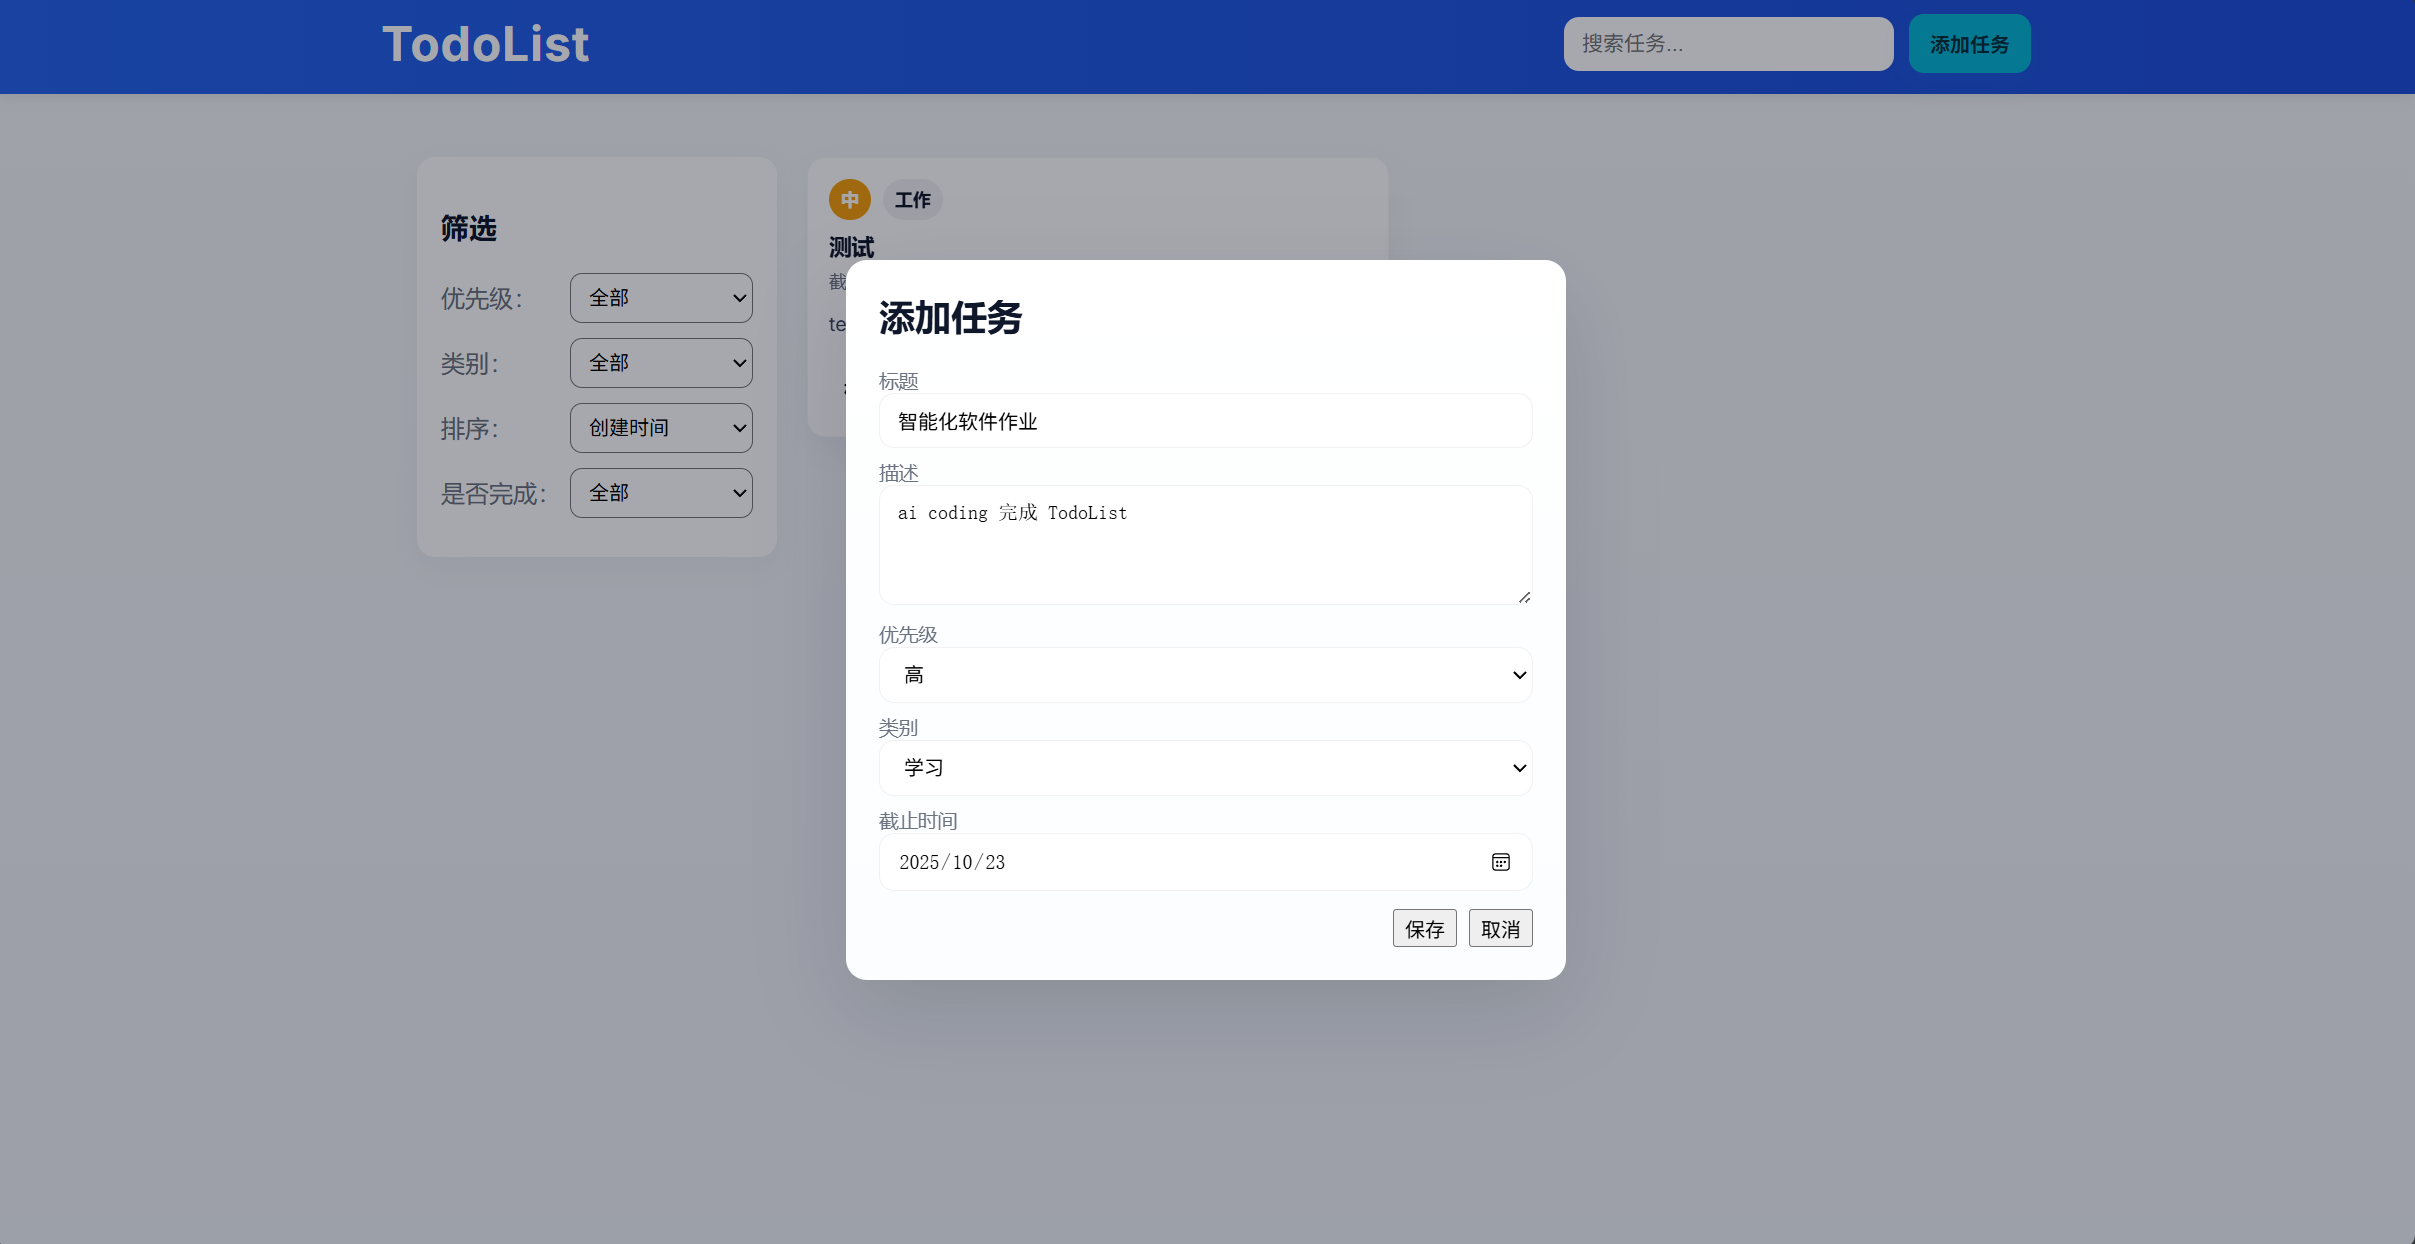 TodoList
搜索任务...
添加任务
筛选
优先级：
全部
类别：
全部
排序：
创建时间
是否完成：
全部
中
工作
测试
截
te
添加任务
标题
智能化软件作业
描述
ai coding 完成 TodoList
优先级
高
类别
学习
截止时间
2025/10/23
保存
取消